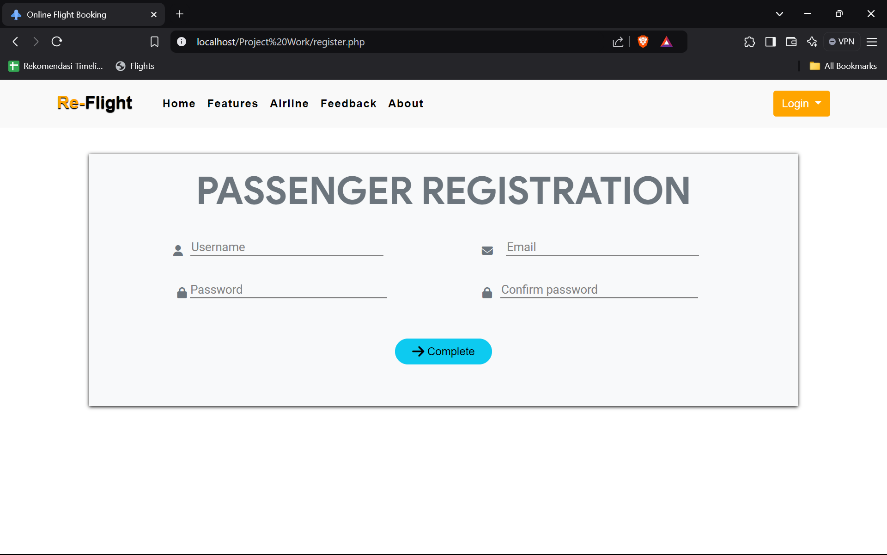 Online Flight Booking
localhost/Project%20Work/register.php
VPN
Rekomendasi Timeli... Flights All Bookmarks
Re-Flight Home Features Airline Feedback About Login
PASSENGER REGISTRATION
Username Email
Password Confirm password
Complete